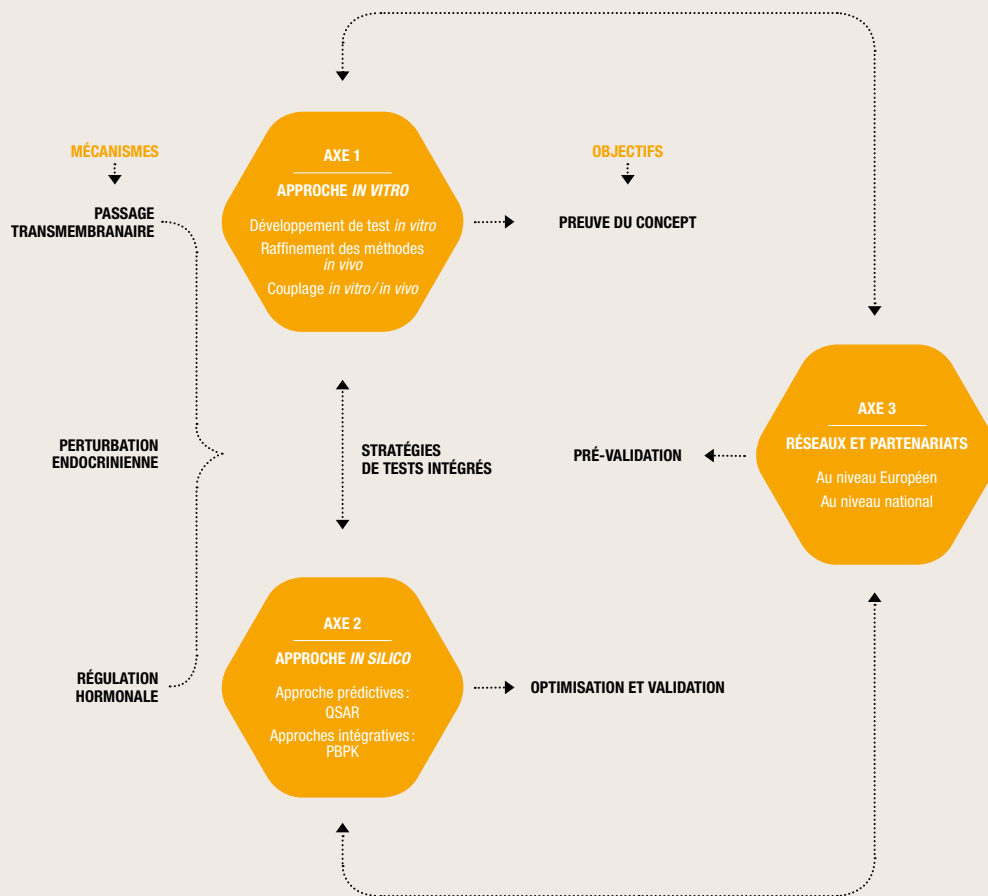 MÉCANISMES
PASSAGE
TRANSMEMBRANAIRE
PERTURBATION
ENDOCRINIENNE
RÉGULATION
HORMONALE
AXE 1
APPROCHE IN VITRO
Développement de test in vitro
Raffinement des méthodes
in vivo
Couplage in vitro / in vivo
STRATÉGIES
DE TESTS INTÉGRÉS
AXE 2
APPROCHE IN SILICO
Approche prédictives :
QSAR
Approches intégratives :
PBPK
OBJECTIFS
PREUVE DU CONCEPT
PRÉ-VALIDATION
OPTIMISATION ET VALIDATION
AXE 3
RÉSEAUX ET PARTENARIATS
Au niveau Européen
Au niveau national